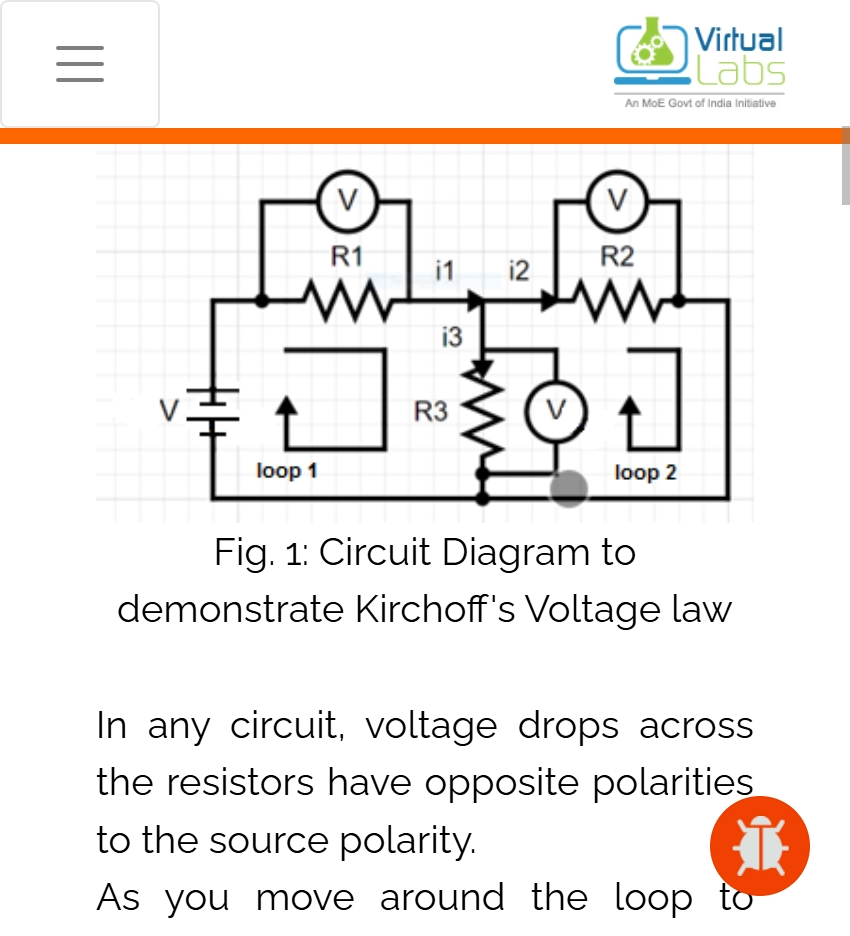 Virtual
Labs
An MoE Govt of India Initiative
V
V
R1
R2
i1
i2
i3
V
R3
V
loop 1
loop 2
Fig. 1: Circuit Diagram to
demonstrate Kirchoff's Voltage law
In any circuit, voltage drops across
the resistors have opposite polarities
to the source polarity.
As you move around the loop to